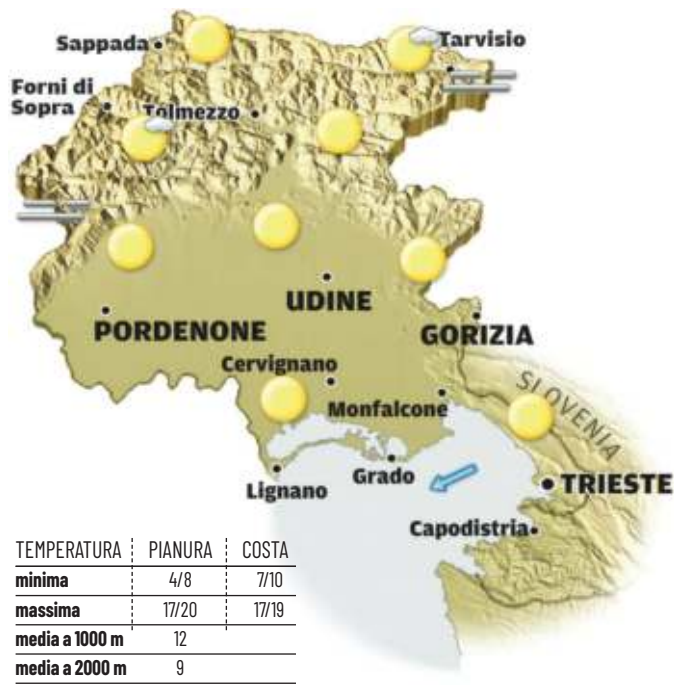 Sappada
Tarvisio
Forni di
Sopra
Tolmezzo
UDINE
PORDENONE
GORIZIA
Cervignano
Monfalcone
SLOVENIA
Grado
Lignano
TRIESTE
Capodistria
TEMPERATURA PIANURA COSTA
minima 4/8 7/10
massima 17/20 17/19
media a 1000 m 12
media a 2000 m 9